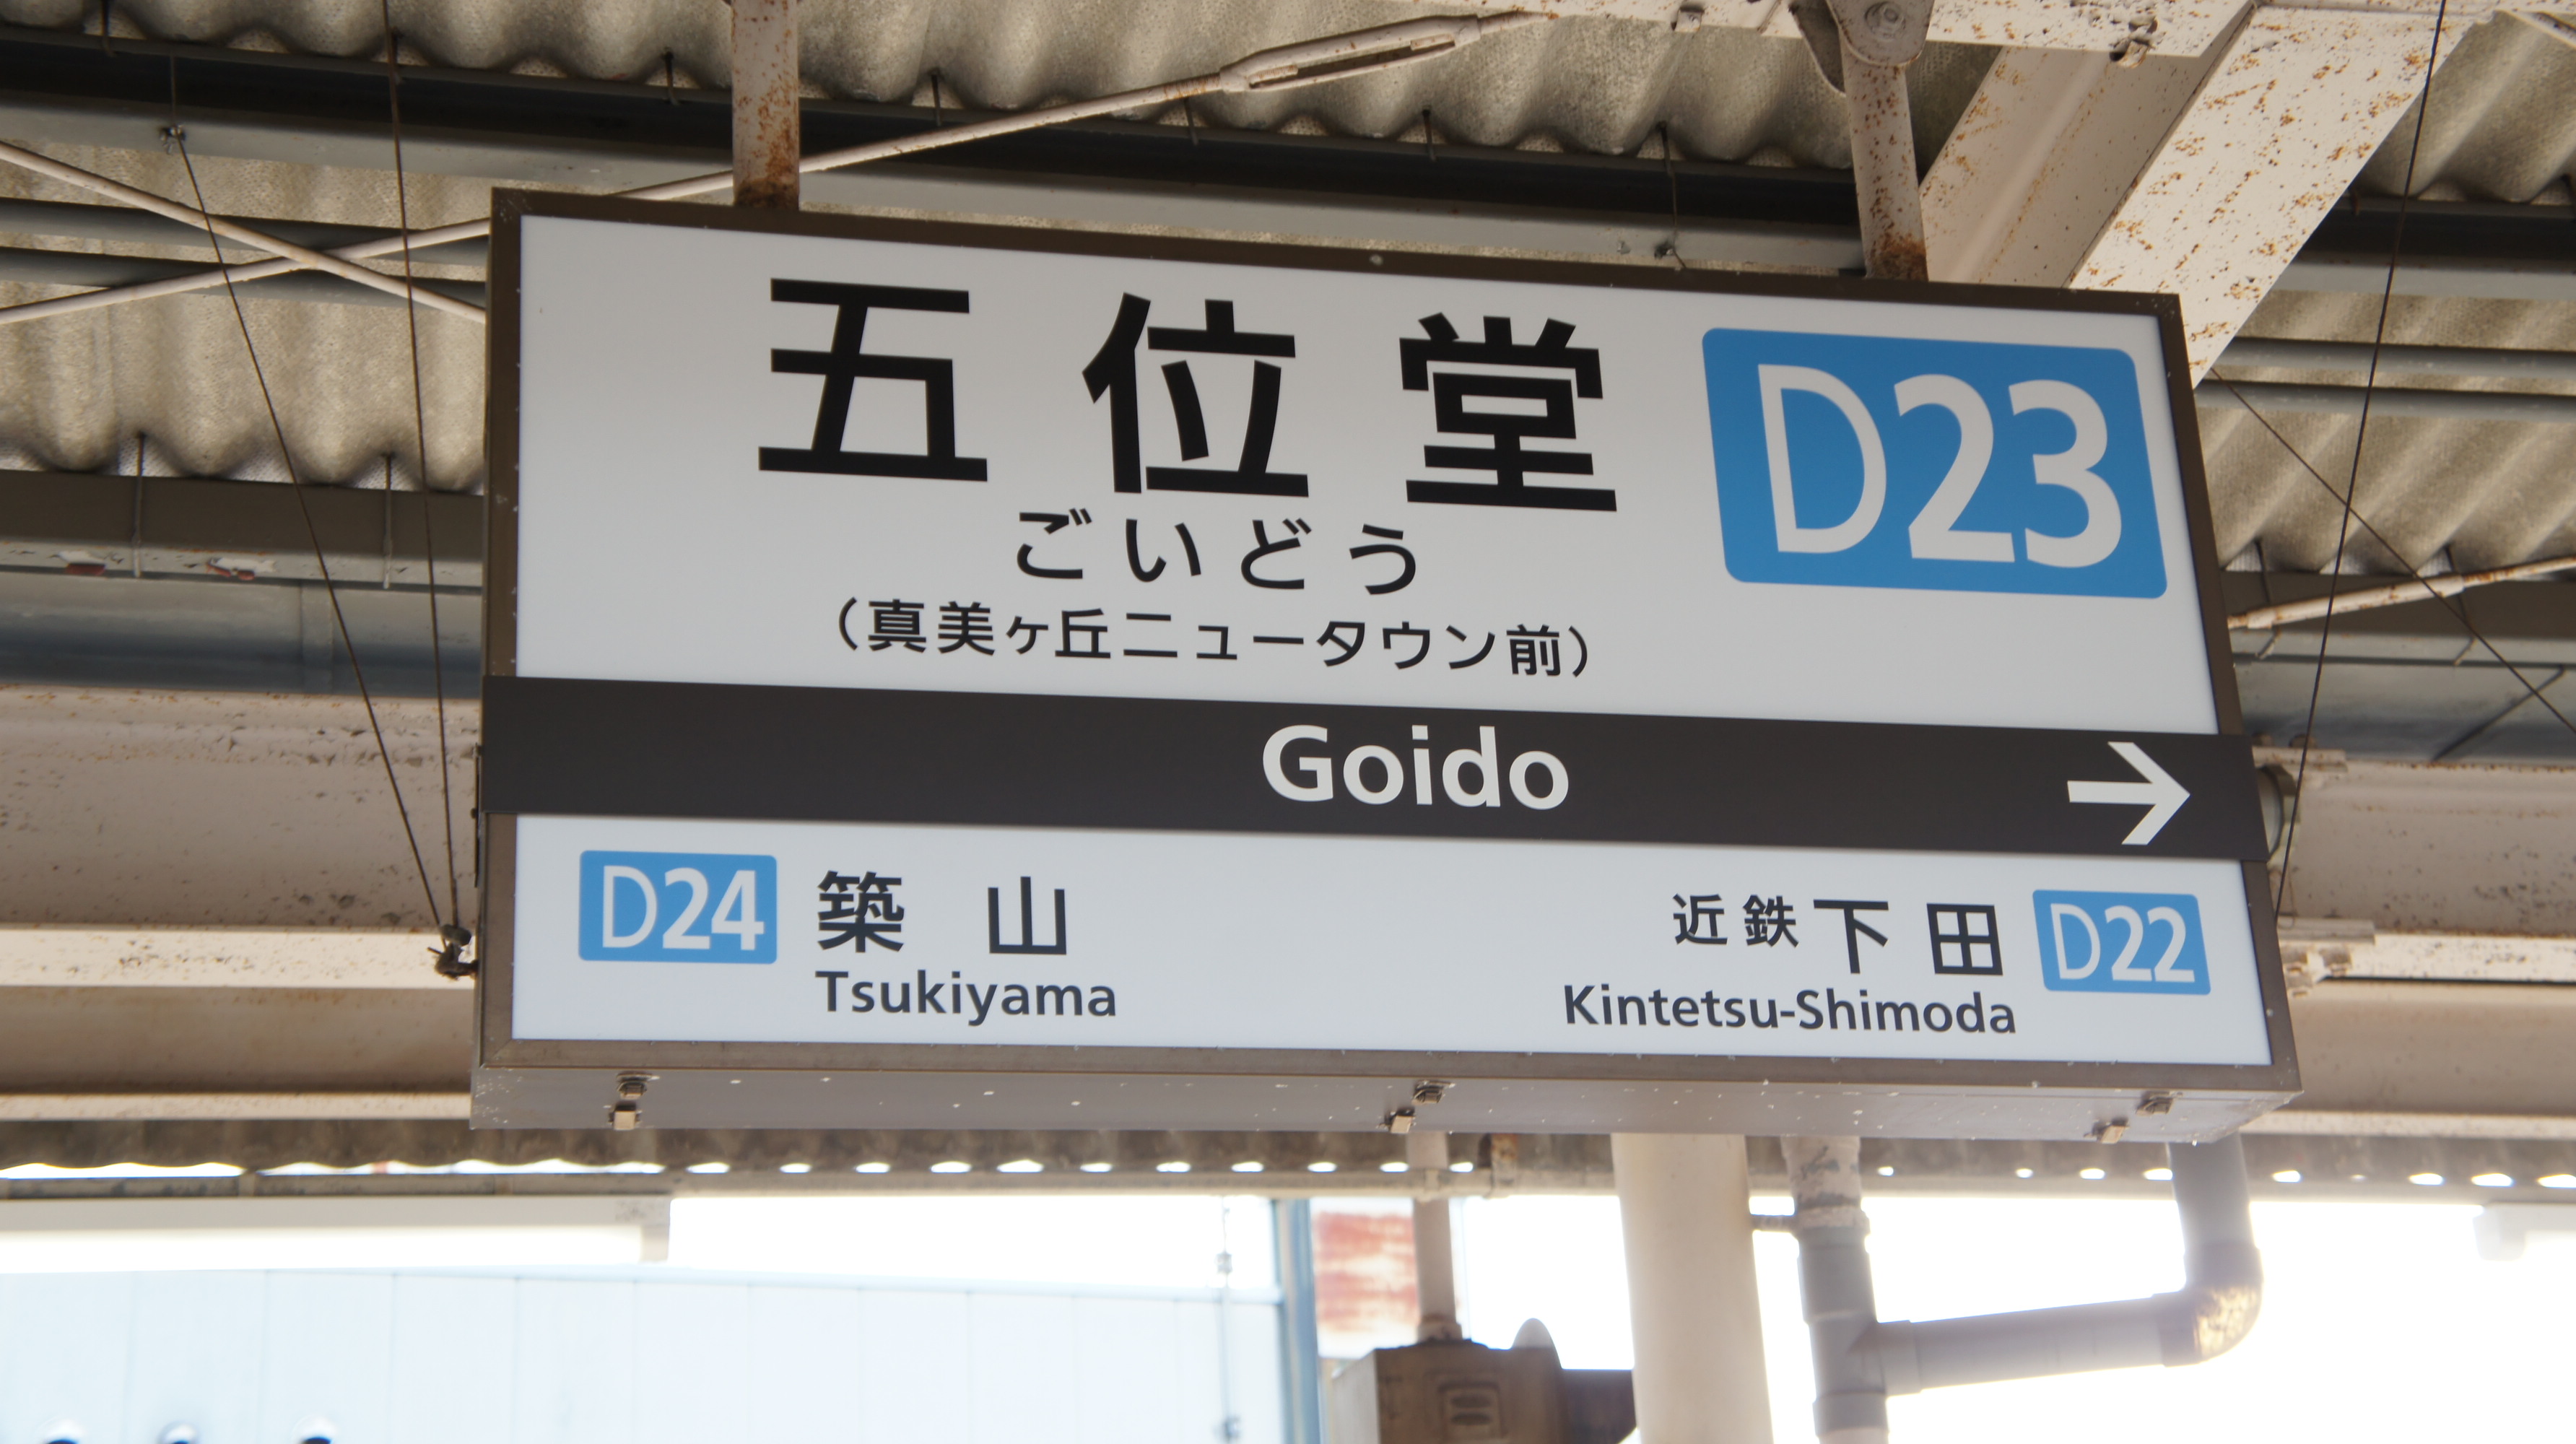 五位堂 D23
ごいどう
（真美ヶ丘ニュータウン前）
Goido →
D24 築山 近鉄下田 D22
Tsukiyama Kintetsu-Shimoda